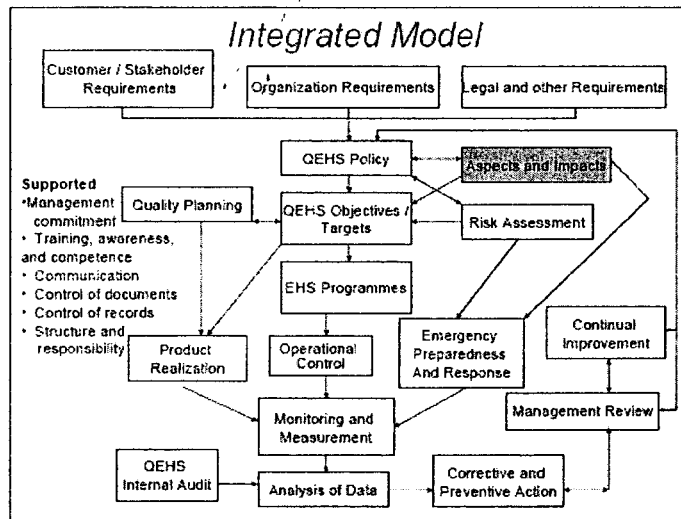 Integrated Model
Customer / Stakeholder
Requirements
Organization Requirements
Legal and other Requirements
QEHS Policy
Aspects and Impacts
Supported
•Management
commitment
• Training, awareness,
and competence
• Communication
• Control of documents
• Control of records
• Structure and
responsibility
Quality Planning
QEHS Objectives /
Targets
Risk Assessment
EHS Programmes
Product
Realization
Operational
Control
Emergency
Preparedness
And Response
Continual
Improvement
Monitoring and
Measurement
Management Review
QEHS
Internal Audit
Analysis of Data
Corrective and
Preventive Action